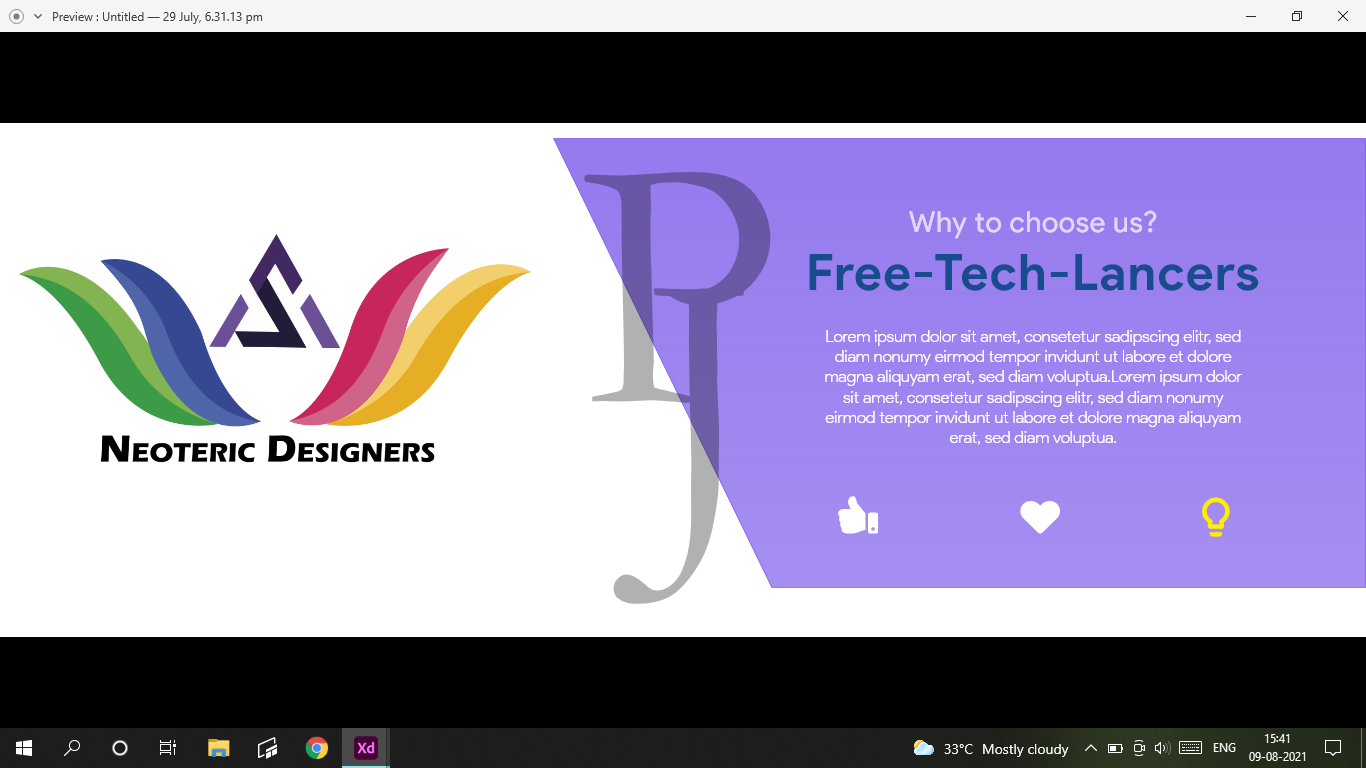 Preview : Untitled — 29 July, 6.31.13 pm
NEOTERIC DESIGNERS
PJ
Why to choose us?
Free-Tech-Lancers
Lorem ipsum dolor sit amet, consetetur sadipscing elitr, sed
diam nonumy eirmod tempor invidunt ut labore et dolore
magna aliquyam erat, sed diam voluptua.Lorem ipsum dolor
sit amet, consetetur sadipscing elitr, sed diam nonumy
eirmod tempor invidunt ut labore et dolore magna aliquyam
erat, sed diam voluptua.
Xd
33°C Mostly cloudy
ENG
15:41
09-08-2021